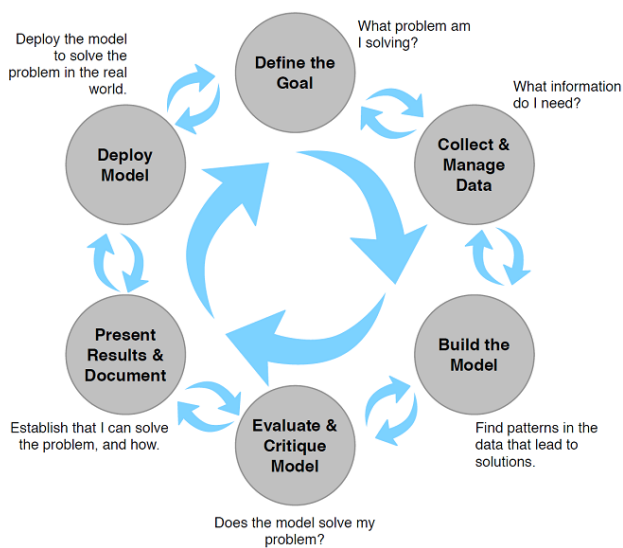 Define the
Goal
What problem am
I solving?
Collect &
Manage
Data
What information
do I need?
Build the
Model
Find patterns in the
data that lead to
solutions.
Evaluate &
Critique
Model
Does the model solve my
problem?
Present
Results &
Document
Establish that I can solve
the problem, and how.
Deploy
Model
Deploy the model
to solve the
problem in the real
world.